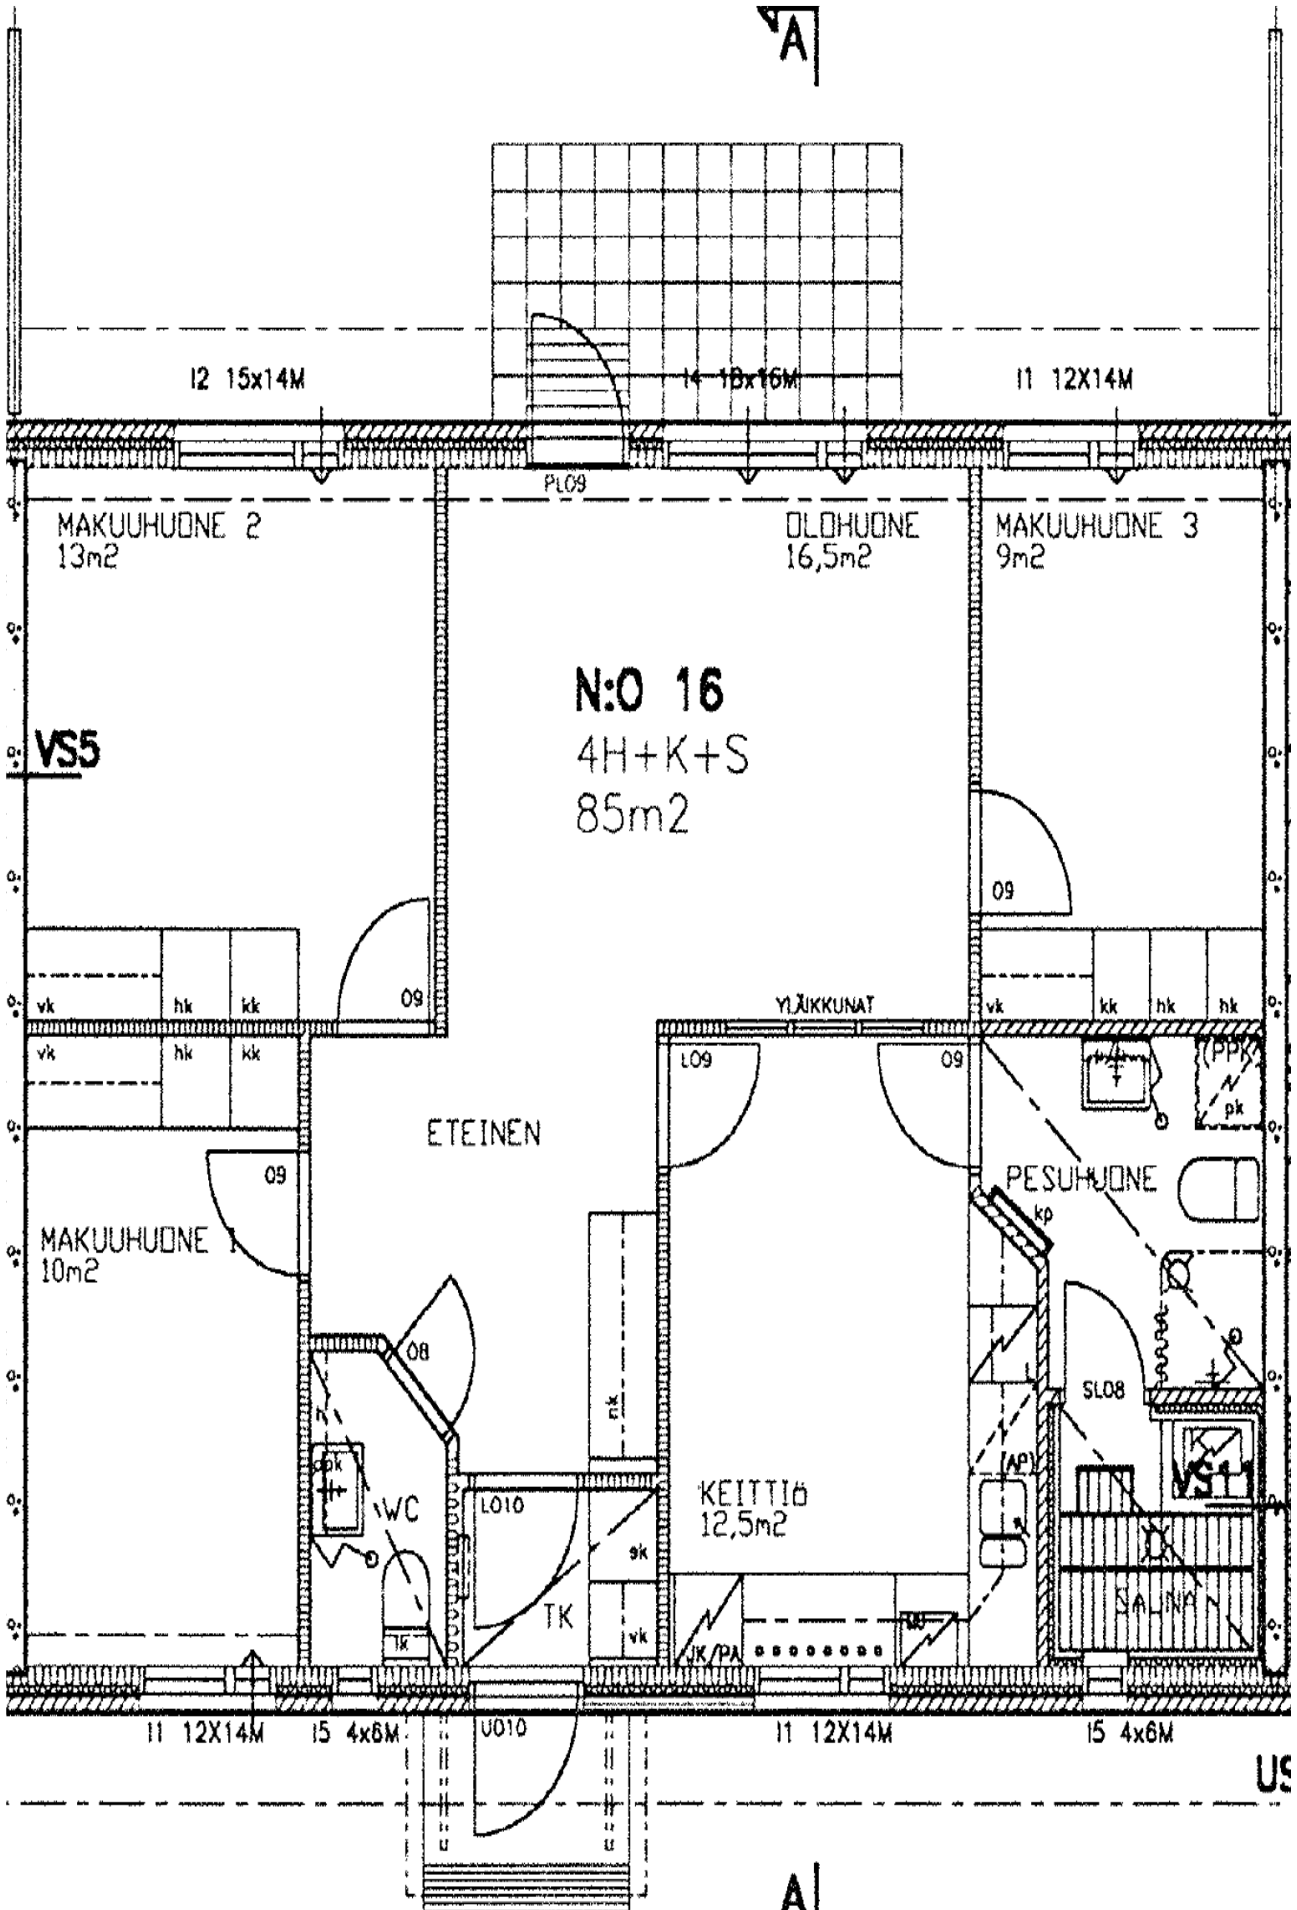 A
I2 15x14M
I4 18x16M
I1 12X14M
PL09
MAKUUHUONE 2
13m2
OLOHUONE
16,5m2
MAKUUHUONE 3
9m2
N:O 16
4H+K+S
85m2
VS5
09
09
vk hk kk
YLÄIKKUNAT
vk kk hk hk
vk hk kk
L09
09
(PPK)
pk
ETEINEN
09
PESUHUONE
kp
MAKUUHUONE 1
10m2
08
SL08
nk
(AP)
VS11
KEITTIÖ
12,5m2
WC
L010
sk
TK
vk
SAUNA
JK/PA
I1 12X14M
I5 4x6M
U010
I1 12X14M
I5 4x6M
US
A